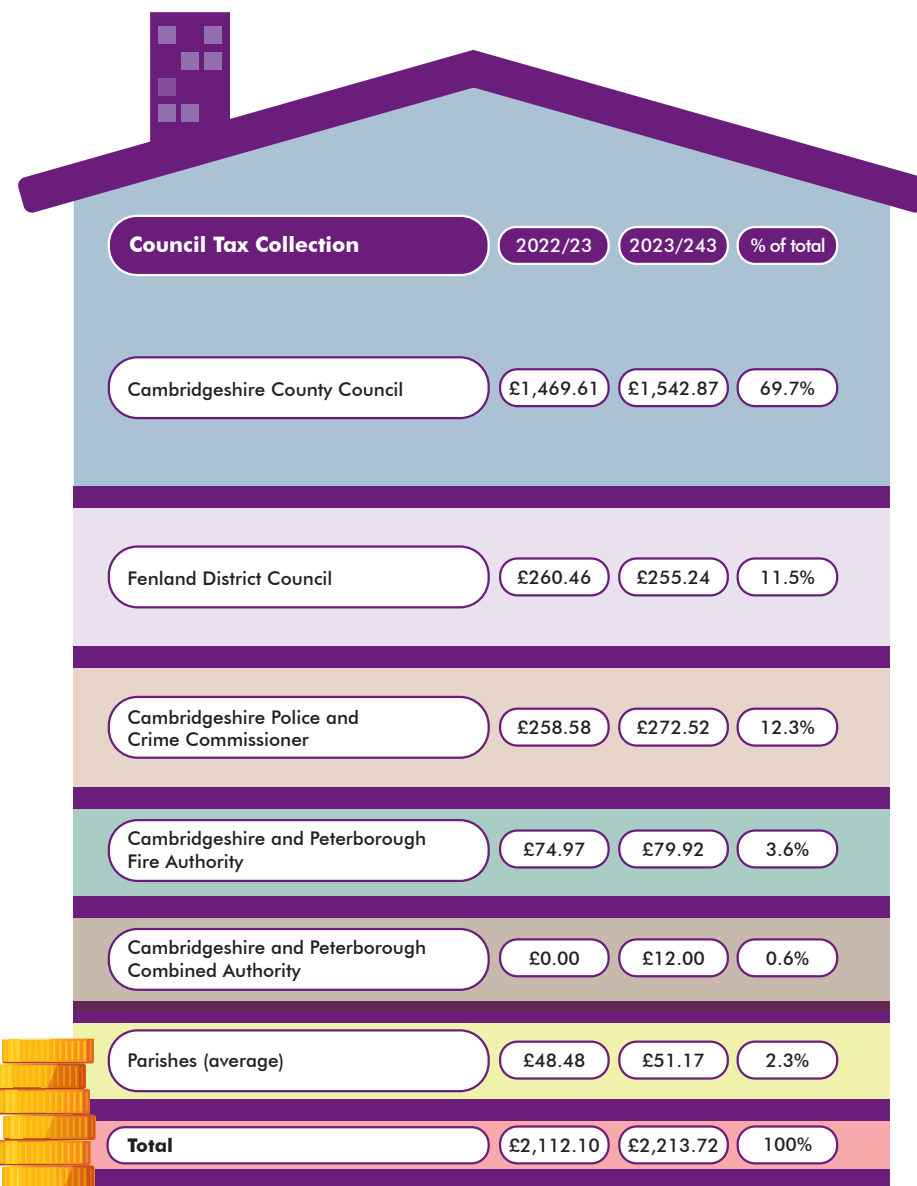 Council Tax Collection 2022/23 2023/243 % of total
Cambridgeshire County Council £1,469.61 £1,542.87 69.7%
Fenland District Council £260.46 £255.24 11.5%
Cambridgeshire Police and
Crime Commissioner £258.58 £272.52 12.3%
Cambridgeshire and Peterborough
Fire Authority £74.97 £79.92 3.6%
Cambridgeshire and Peterborough
Combined Authority £0.00 £12.00 0.6%
Parishes (average) £48.48 £51.17 2.3%
Total £2,112.10 £2,213.72 100%